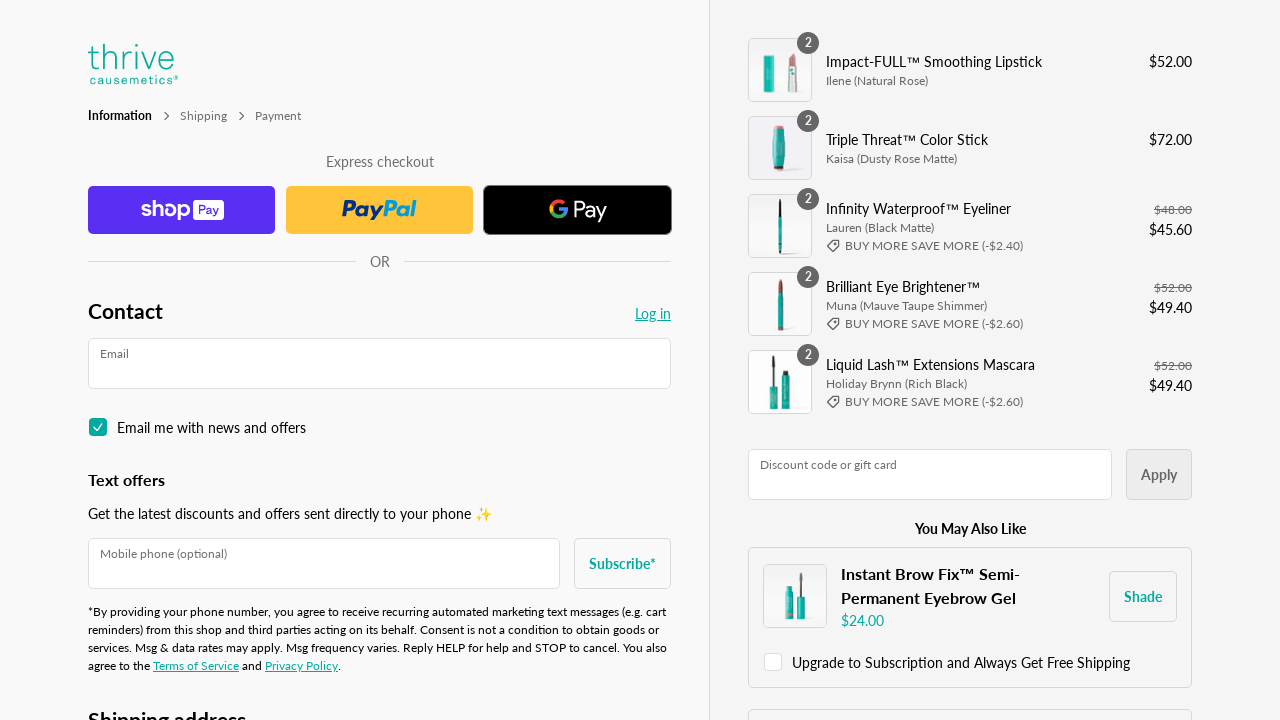 thrive
causemetics®
Information > Shipping > Payment
Express checkout
shop Pay
PayPal
G Pay
OR
Contact
Log in
Email
Email me with news and offers
Text offers
Get the latest discounts and offers sent directly to your phone ✨
Mobile phone (optional)
Subscribe*
*By providing your phone number, you agree to receive recurring automated marketing text messages (e.g. cart
reminders) from this shop and third parties acting on its behalf. Consent is not a condition to obtain goods or
services. Msg & data rates may apply. Msg frequency varies. Reply HELP for help and STOP to cancel. You also
agree to the Terms of Service and Privacy Policy.
Shipping address
2
Impact-FULL™ Smoothing Lipstick
Ilene (Natural Rose)
$52.00
2
Triple Threat™ Color Stick
Kaisa (Dusty Rose Matte)
$72.00
2
Infinity Waterproof™ Eyeliner
Lauren (Black Matte)
BUY MORE SAVE MORE (-$2.40)
$48.00
$45.60
2
Brilliant Eye Brightener™
Muna (Mauve Taupe Shimmer)
BUY MORE SAVE MORE (-$2.60)
$52.00
$49.40
2
Liquid Lash™ Extensions Mascara
Holiday Brynn (Rich Black)
BUY MORE SAVE MORE (-$2.60)
$52.00
$49.40
Discount code or gift card
Apply
You May Also Like
Instant Brow Fix™ Semi-
Permanent Eyebrow Gel
$24.00
Shade
Upgrade to Subscription and Always Get Free Shipping